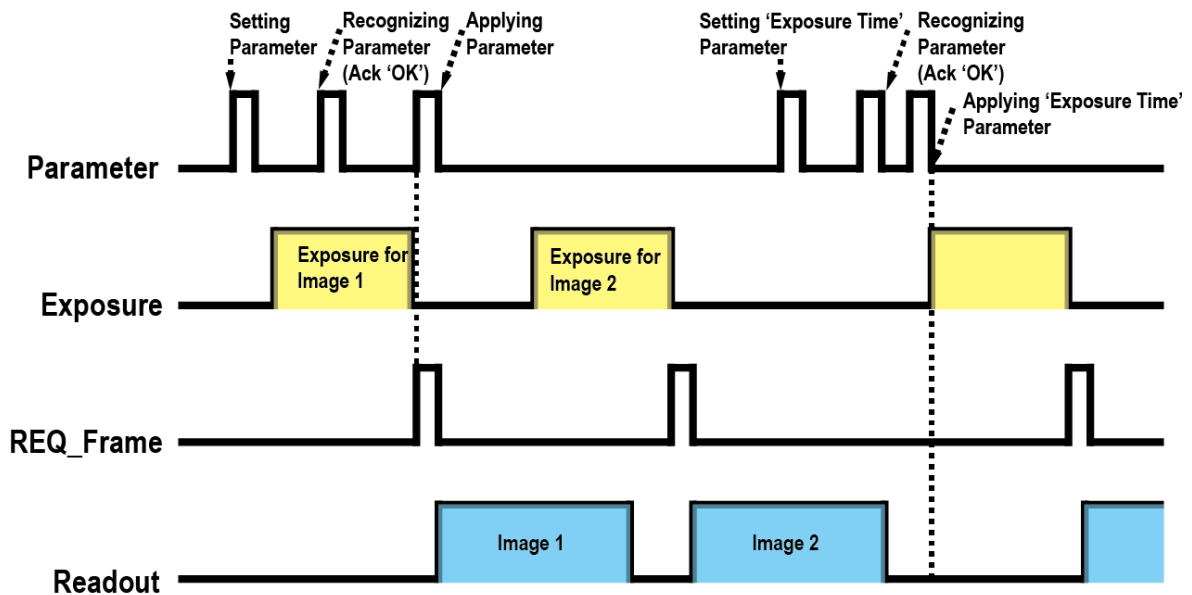 Setting
Parameter
Recognizing
Parameter
(Ack ‘OK’)
Applying
Parameter
Setting ‘Exposure Time’
Parameter
Recognizing
Parameter
(Ack ‘OK’)
Applying ‘Exposure Time’
Parameter
Parameter
Exposure for
Image 1
Exposure for
Image 2
Exposure
REQ_Frame
Image 1
Image 2
Readout